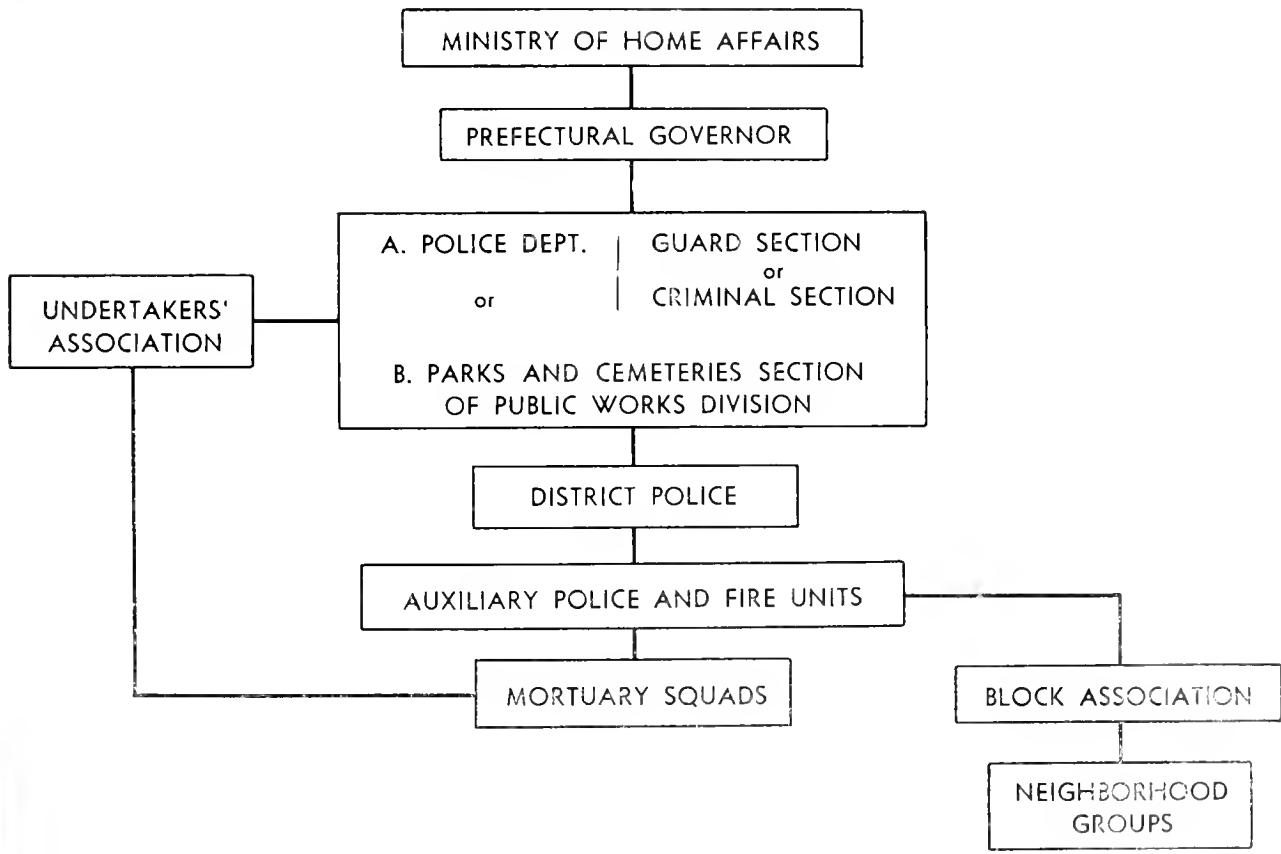 MINISTRY OF HOME AFFAIRS
PREFECTURAL GOVERNOR
A. POLICE DEPT. | GUARD SECTION
or
or | CRIMINAL SECTION
B. PARKS AND CEMETERIES SECTION
OF PUBLIC WORKS DIVISION
UNDERTAKERS'
ASSOCIATION
DISTRICT POLICE
AUXILIARY POLICE AND FIRE UNITS
MORTUARY SQUADS
BLOCK ASSOCIATION
NEIGHBORHOOD
GROUPS